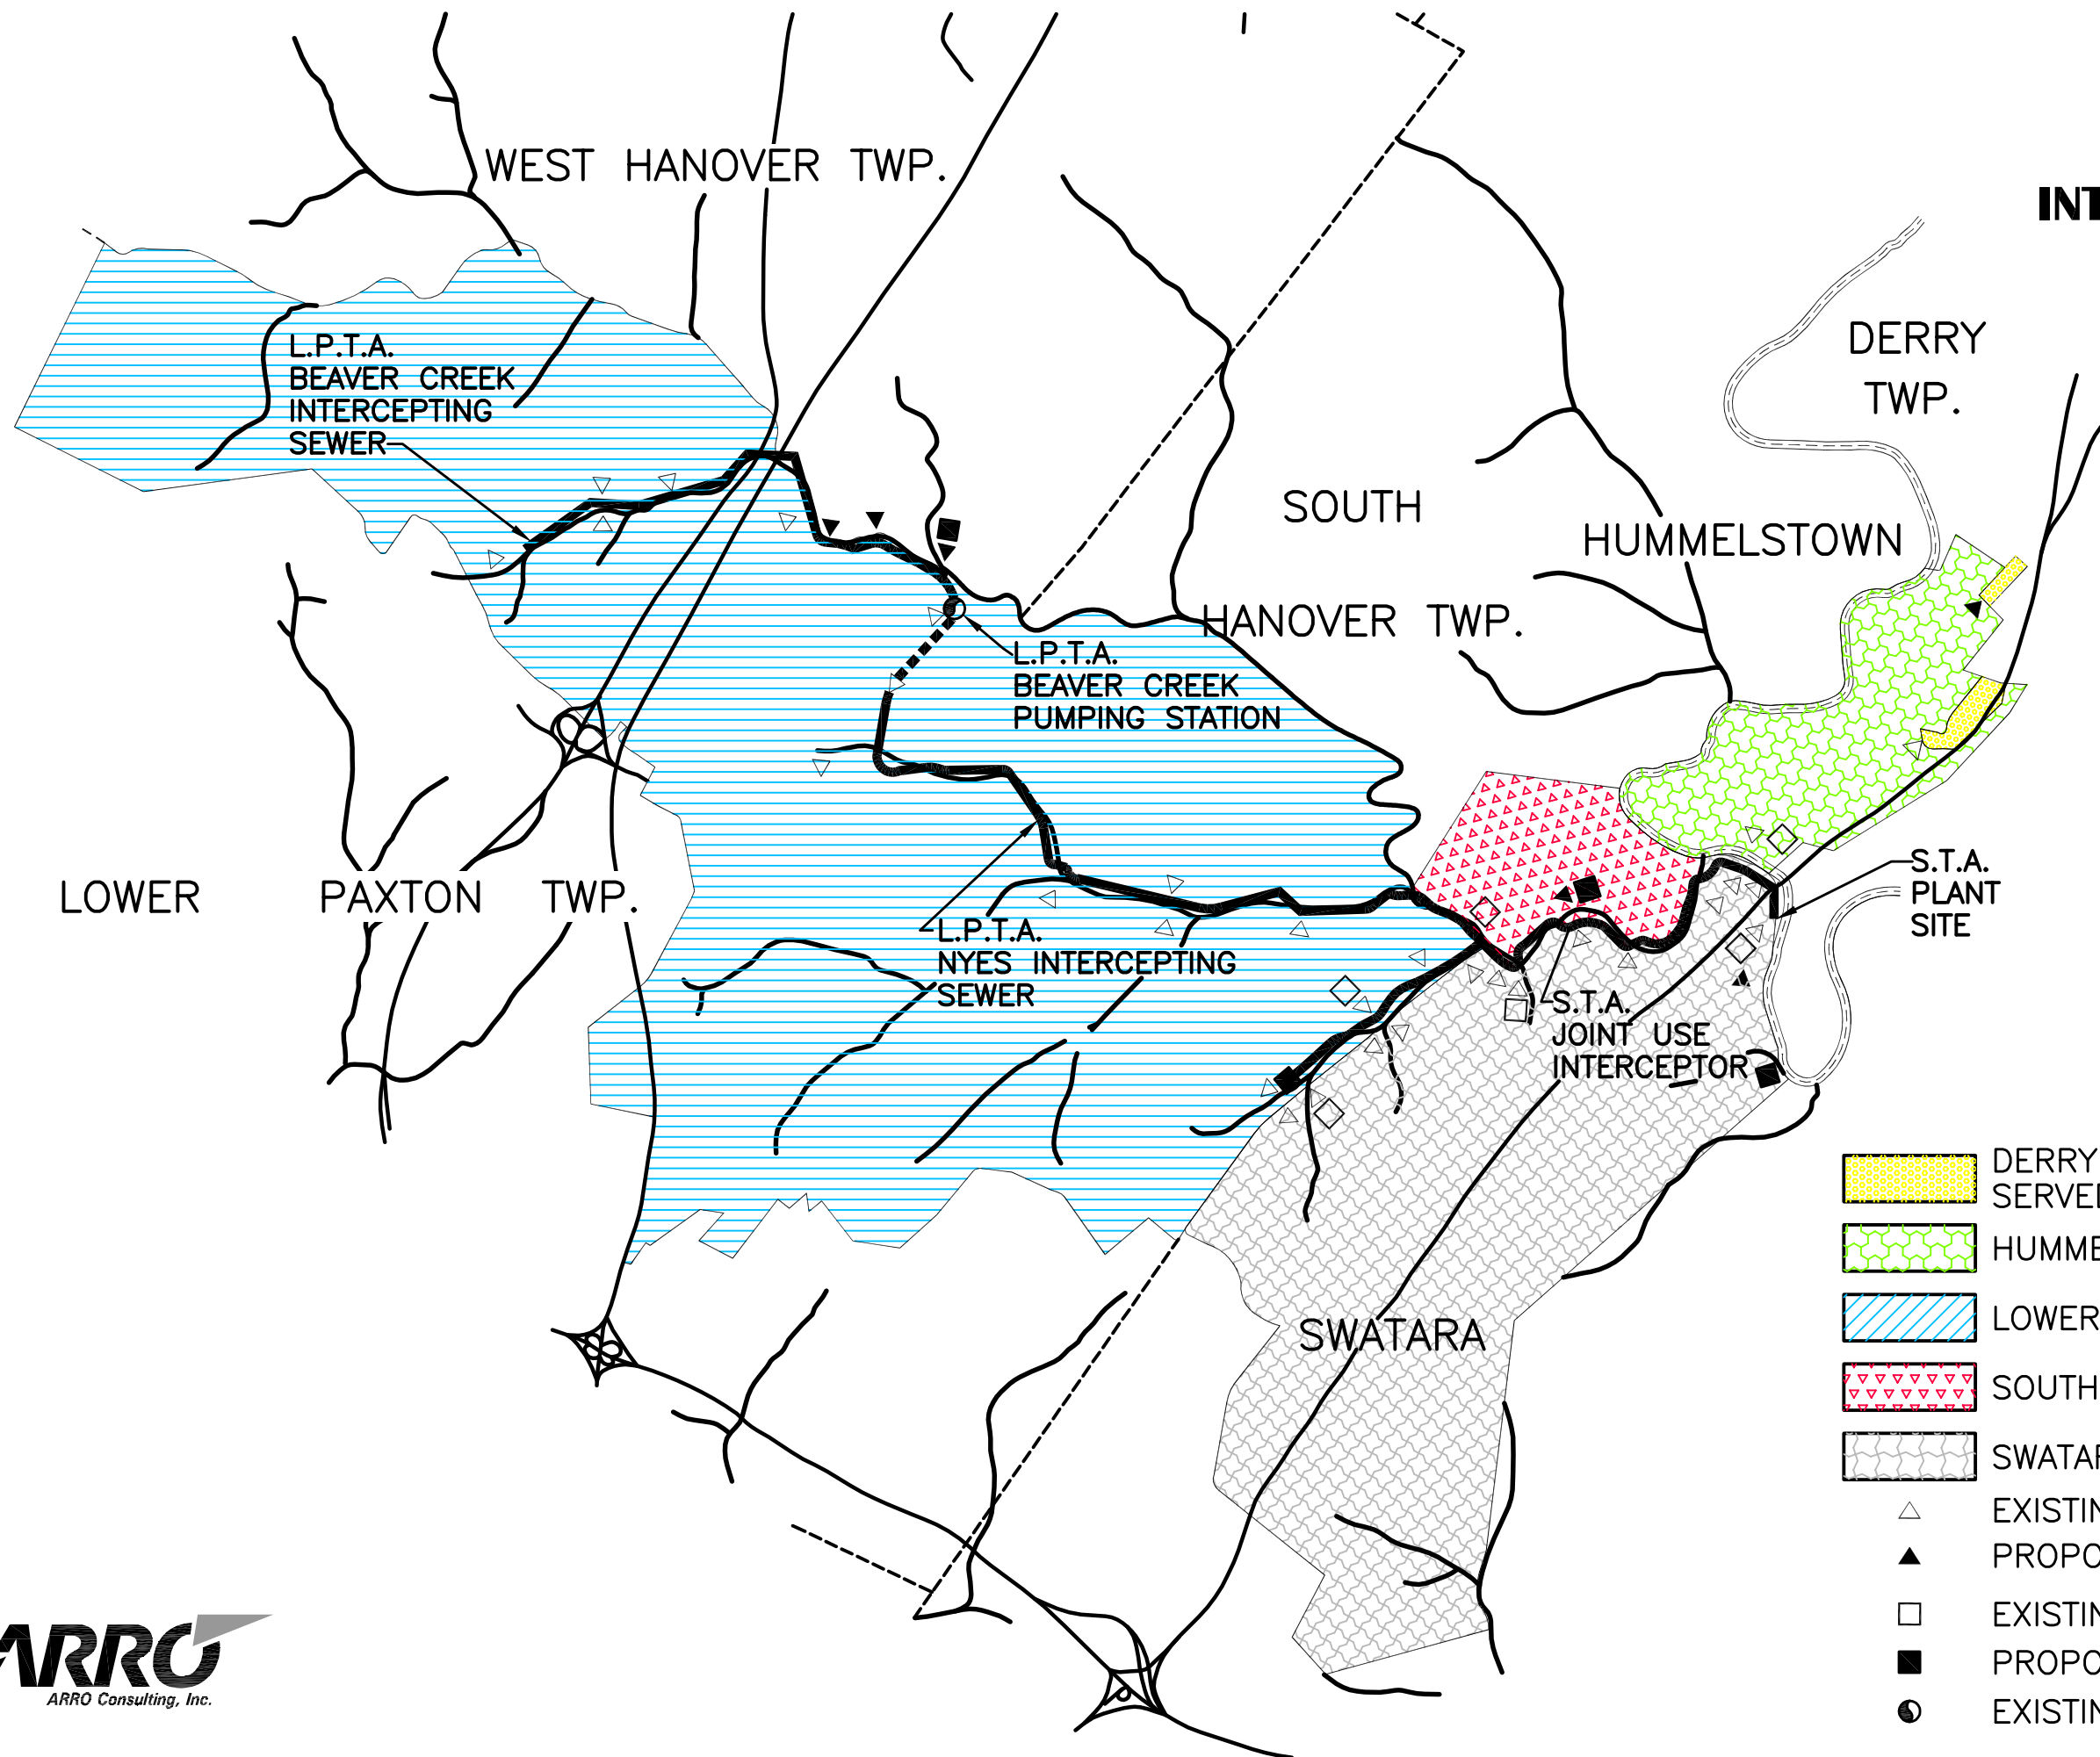 WEST HANOVER TWP.
INT
DERRY
TWP.
L.P.T.A.
BEAVER CREEK
INTERCEPTING
SEWER
SOUTH
HANOVER TWP.
HUMMELSTOWN
L.P.T.A.
BEAVER CREEK
PUMPING STATION
LOWER PAXTON TWP.
S.T.A.
PLANT
SITE
L.P.T.A.
NYES INTERCEPTING
SEWER
S.T.A.
JOINT USE
INTERCEPTOR
SWATARA
DERRY
SERVED
HUMME
LOWER
SOUTH
SWATAR
EXISTIN
PROPO
EXISTIN
PROPO
EXISTIN
ARRO
ARRO Consulting, Inc.